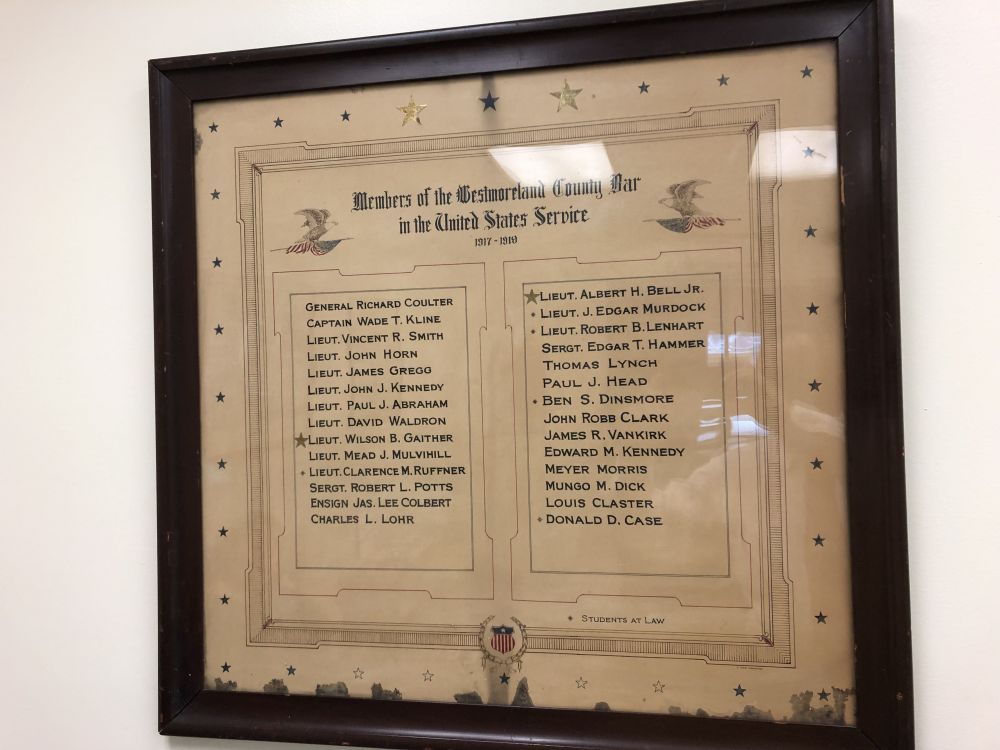 Members of the Westmoreland County Bar
in the United States Service
1917-1919
GENERAL RICHARD COULTER
CAPTAIN WADE T. KLINE
LIEUT. VINCENT R. SMITH
LIEUT. JOHN HORN
LIEUT. JAMES GREGG
LIEUT. JOHN J. KENNEDY
LIEUT. PAUL J. ABRAHAM
LIEUT. DAVID WALDRON
LIEUT. WILSON B. GAITHER
LIEUT. MEAD J. MULVIHILL
LIEUT. CLARENCE M. RUFFNER
SERGT. ROBERT L. POTTS
ENSIGN JAS. LEE COLBERT
CHARLES L. LOHR
LIEUT. ALBERT H. BELL JR.
LIEUT. J. EDGAR MURDOCK
LIEUT. ROBERT B. LENHART
SERGT. EDGAR T. HAMMER
THOMAS LYNCH
PAUL J. HEAD
BEN S. DINSMORE
JOHN ROBB CLARK
JAMES R. VANKIRK
EDWARD M. KENNEDY
MEYER MORRIS
MUNGO M. DICK
LOUIS CLASTER
DONALD D. CASE
STUDENTS AT LAW